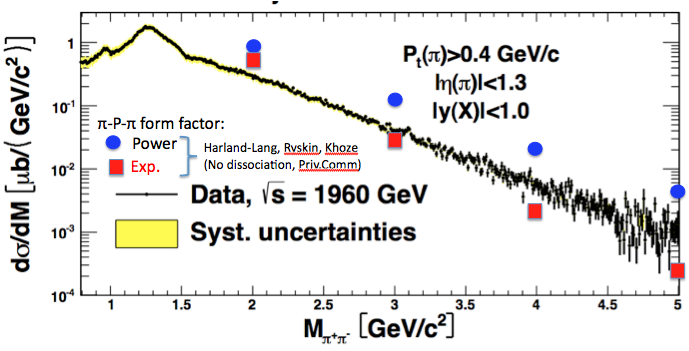 dσ/dM [μb/(GeV/c²)]
1
10⁻¹
10⁻²
10⁻³
10⁻⁴
Pₜ(π)>0.4 GeV/c
|η(π)|<1.3
|y(X)|<1.0
π-P-π form factor:
Power
Exp.
Harland-Lang, Rvskin, Khoze
(No dissociation, Priv.Comm)
Data, √s = 1960 GeV
Syst. uncertainties
1 1.5 2 2.5 3 3.5 4 4.5 5
M π⁺π⁻ [GeV/c²]